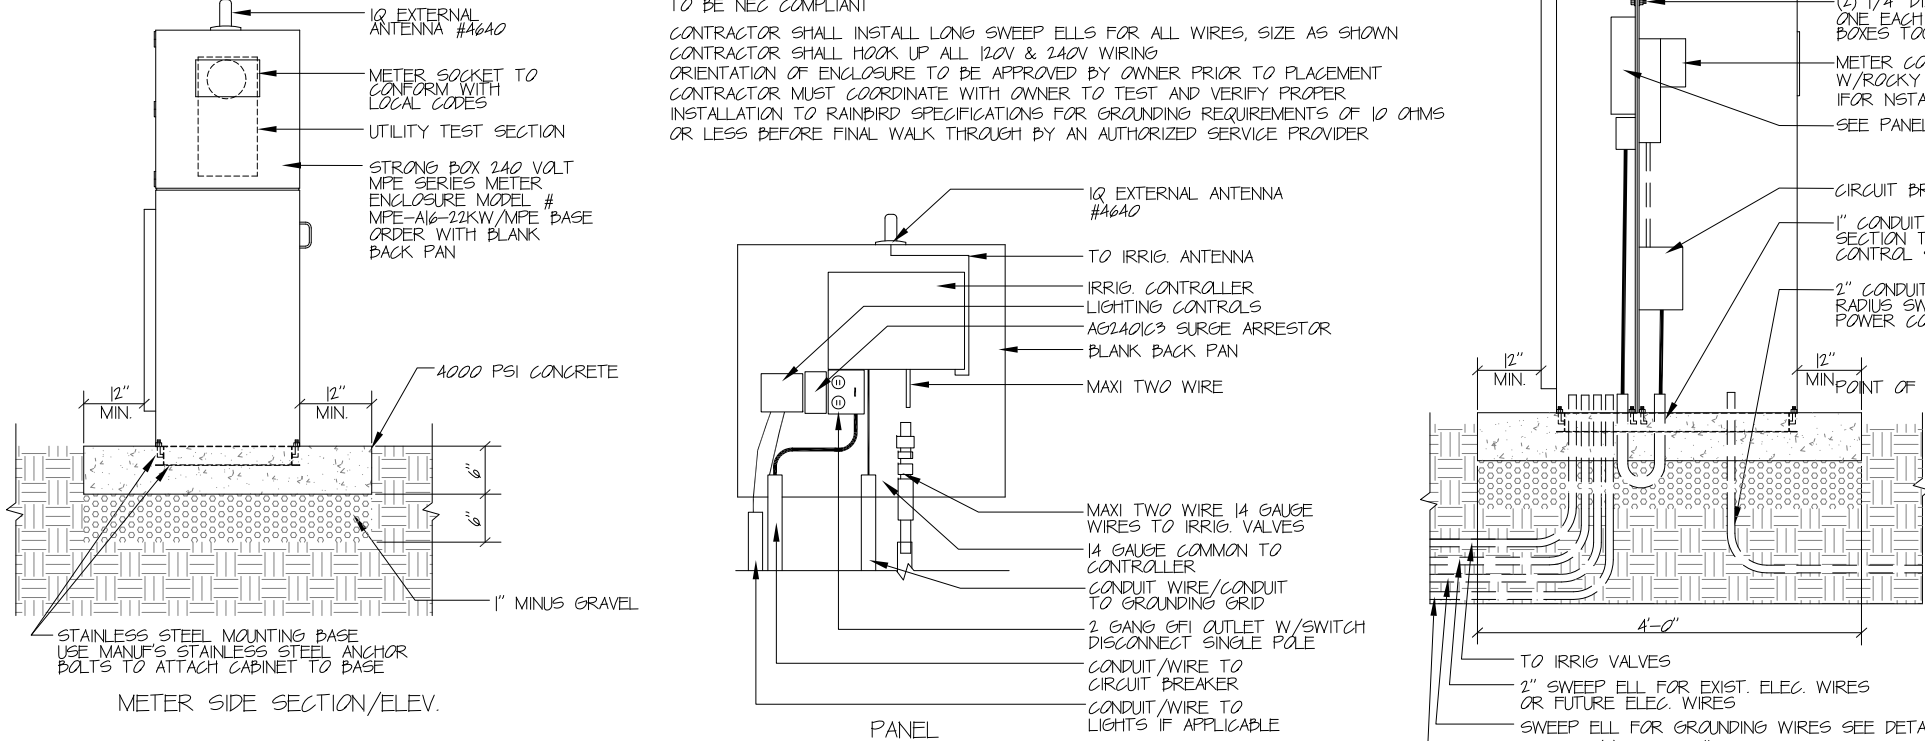 IQ EXTERNAL
ANTENNA #4640
METER SOCKET TO
CONFORM WITH
LOCAL CODES
UTILITY TEST SECTION
STRONG BOX 240 VOLT
MPE SERIES METER
ENCLOSURE MODEL #
MPE-A16-22KW/MPE BASE
ORDER WITH BLANK
BACK PAN
4000 PSI CONCRETE
12"
MIN.
12"
MIN.
6"
6"
1" MINUS GRAVEL
STAINLESS STEEL MOUNTING BASE
USE MANUF'S STAINLESS STEEL ANCHOR
BOLTS TO ATTACH CABINET TO BASE
METER SIDE SECTION/ELEV.
TO BE NEC COMPLIANT
CONTRACTOR SHALL INSTALL LONG SWEEP ELLS FOR ALL WIRES, SIZE AS SHOWN
CONTRACTOR SHALL HOOK UP ALL 120V & 240V WIRING
ORIENTATION OF ENCLOSURE TO BE APPROVED BY OWNER PRIOR TO PLACEMENT
CONTRACTOR MUST COORDINATE WITH OWNER TO TEST AND VERIFY PROPER
INSTALLATION TO RAINBIRD SPECIFICATIONS FOR GROUNDING REQUIREMENTS OF 10 OHMS
OR LESS BEFORE FINAL WALK THROUGH BY AN AUTHORIZED SERVICE PROVIDER
IQ EXTERNAL ANTENNA
#4640
TO IRRIG. ANTENNA
IRRIG. CONTROLLER
LIGHTING CONTROLS
AG2401C3 SURGE ARRESTOR
BLANK BACK PAN
MAXI TWO WIRE
MAXI TWO WIRE 14 GAUGE
WIRES TO IRRIG. VALVES
14 GAUGE COMMON TO
CONTROLLER
CONDUIT WIRE/CONDUIT
TO GROUNDING GRID
2 GANG GFI OUTLET W/SWITCH
DISCONNECT SINGLE POLE
CONDUIT/WIRE TO
CIRCUIT BREAKER
CONDUIT/WIRE TO
LIGHTS IF APPLICABLE
PANEL
(2) 1/4"
ONE EACH
BOXES
METER
W/ROCKY
IFOR
SEE PANEL
CIRCUIT
1" CONDUIT
SECTION
CONTROL
2" CONDUIT
RADIUS
POWER
12"
MIN.
12"
MIN.
POINT OF
4'-0"
TO IRRIG VALVES
2" SWEEP ELL FOR EXIST. ELEC. WIRES
OR FUTURE ELEC. WIRES
SWEEP ELL FOR GROUNDING WIRES SEE